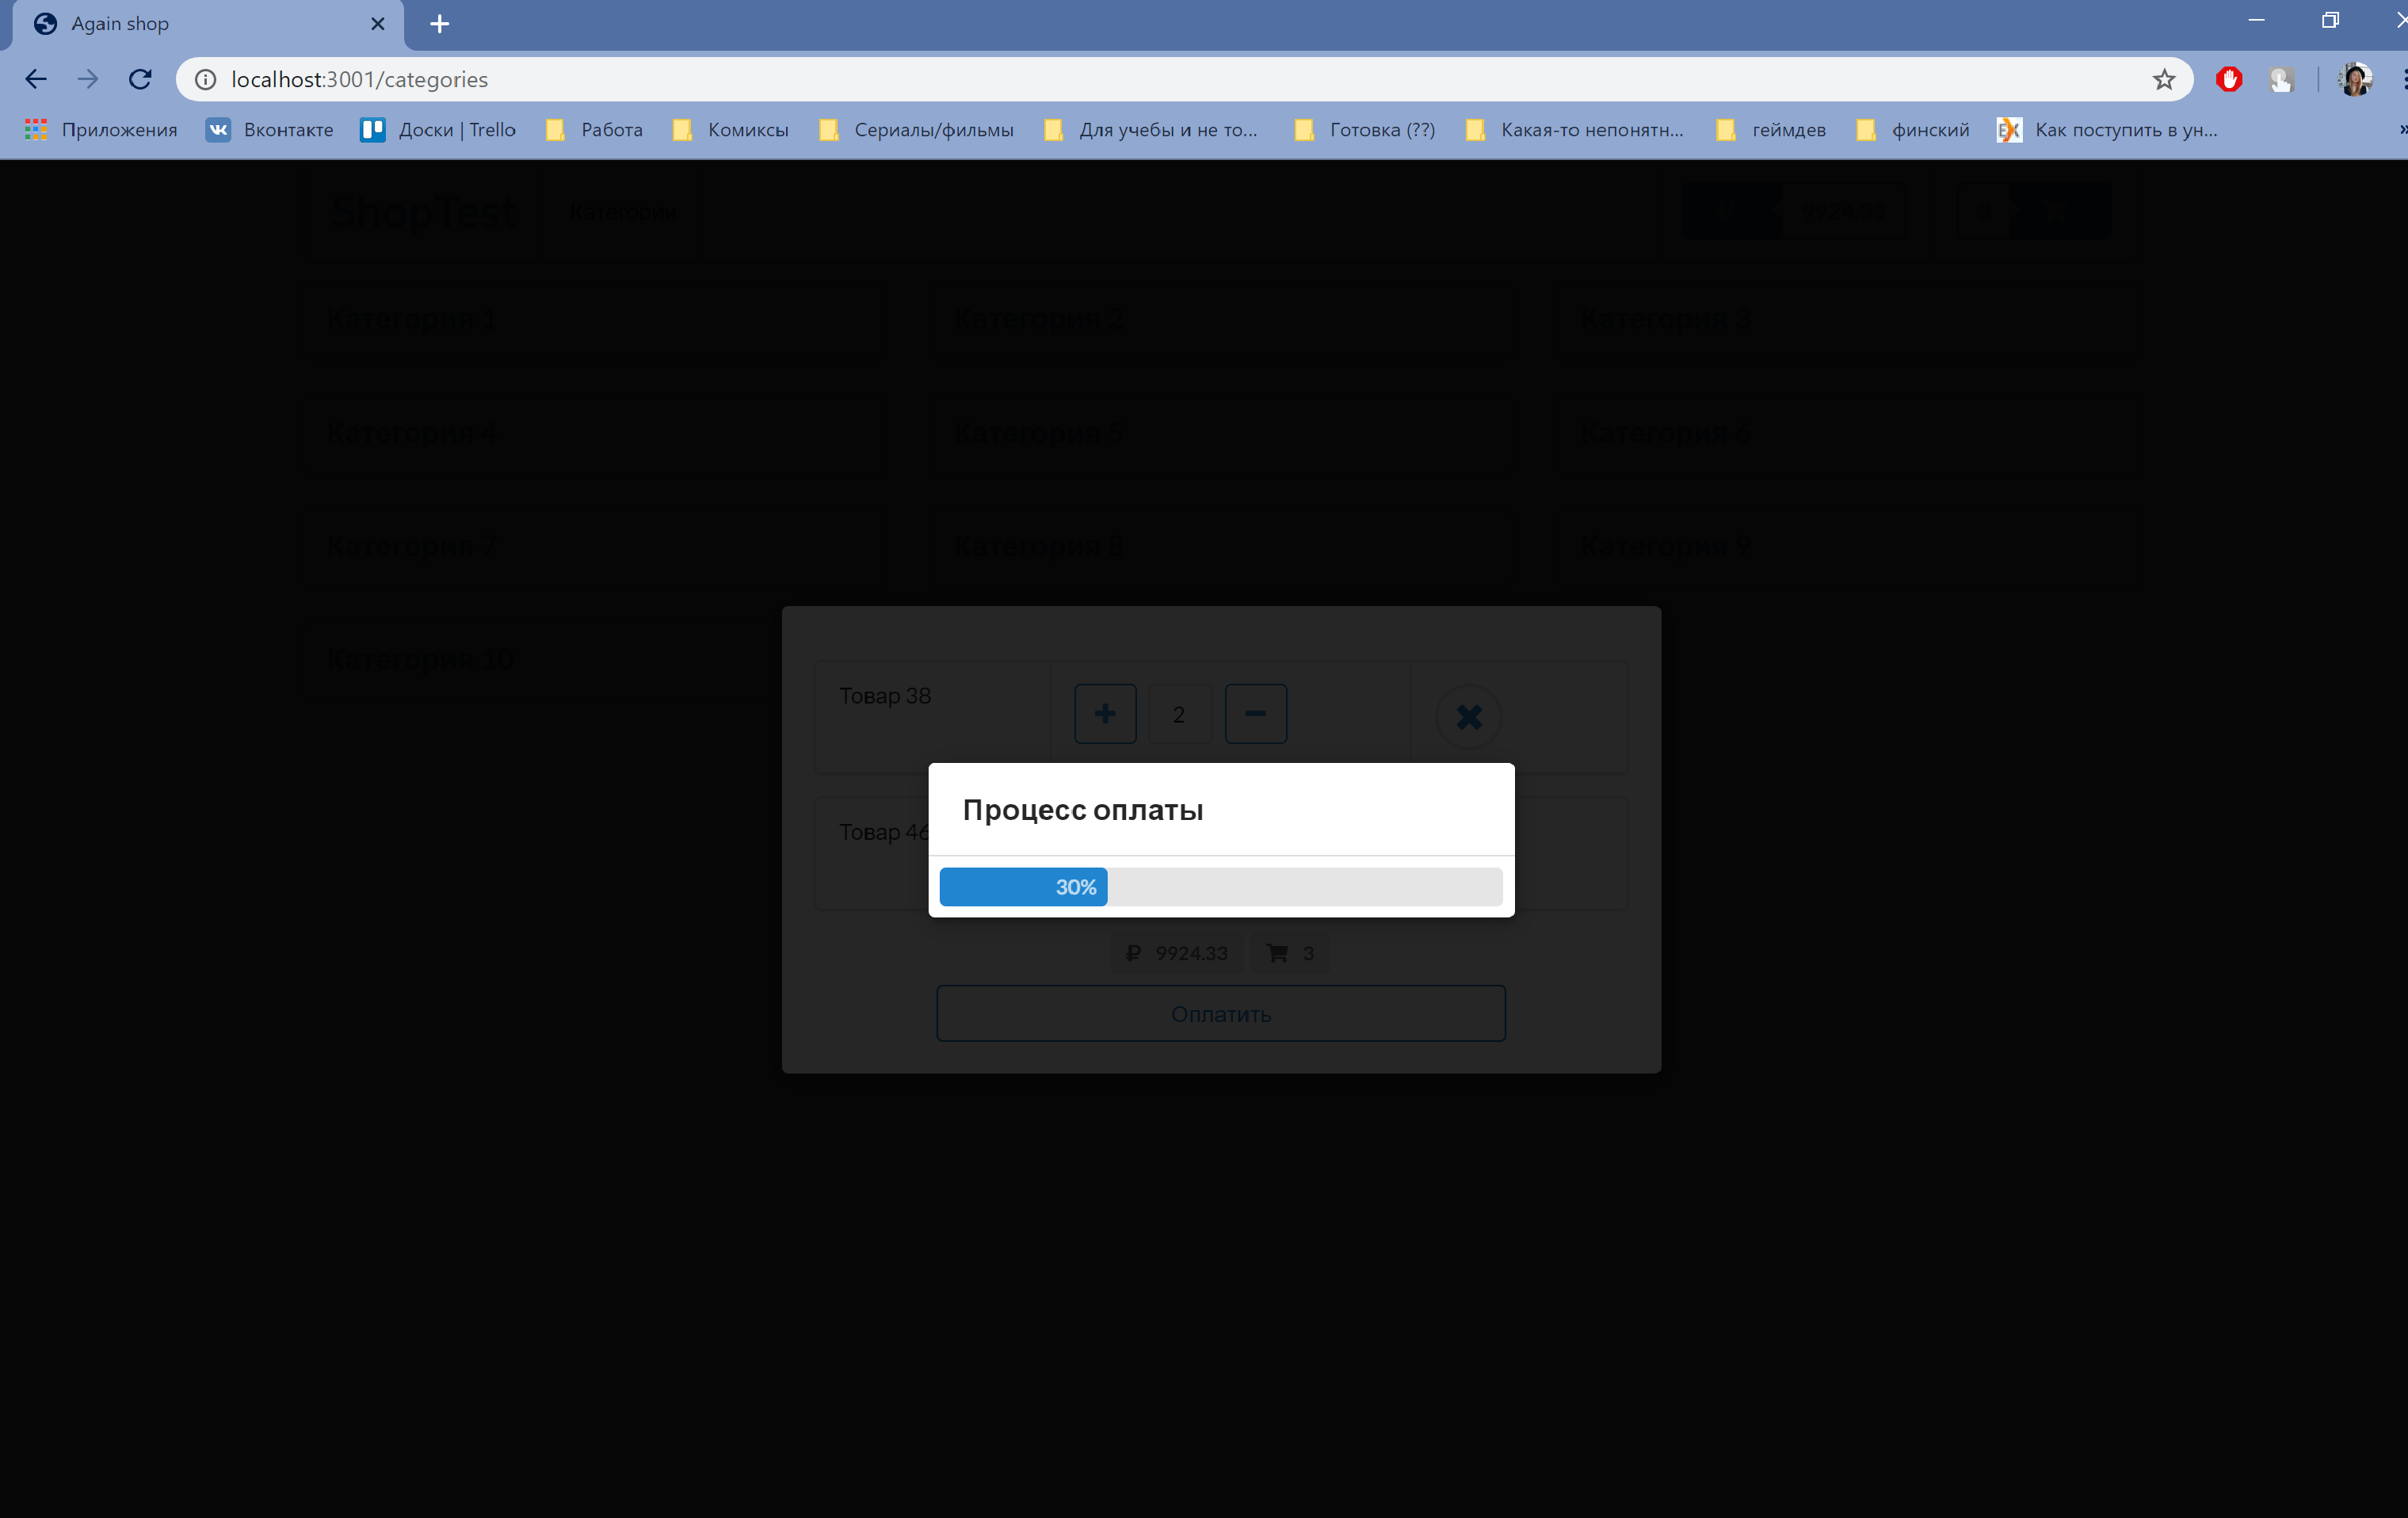 Again shop
localhost:3001/categories
Приложения Вконтакте Доски | Trello Работа Комиксы Сериалы/фильмы Для учебы и не то... Готовка (??) Какая-то непонятн... геймдев финский Как поступить в ун...
ShopTest Категории 9924.33 3
Категория 1 Категория 2 Категория 3
Категория 4 Категория 5 Категория 6
Категория 7 Категория 8 Категория 9
Категория 10
Товар 38 2
Процесс оплаты
Товар 46
30%
₽ 9924.33 3
Оплатить